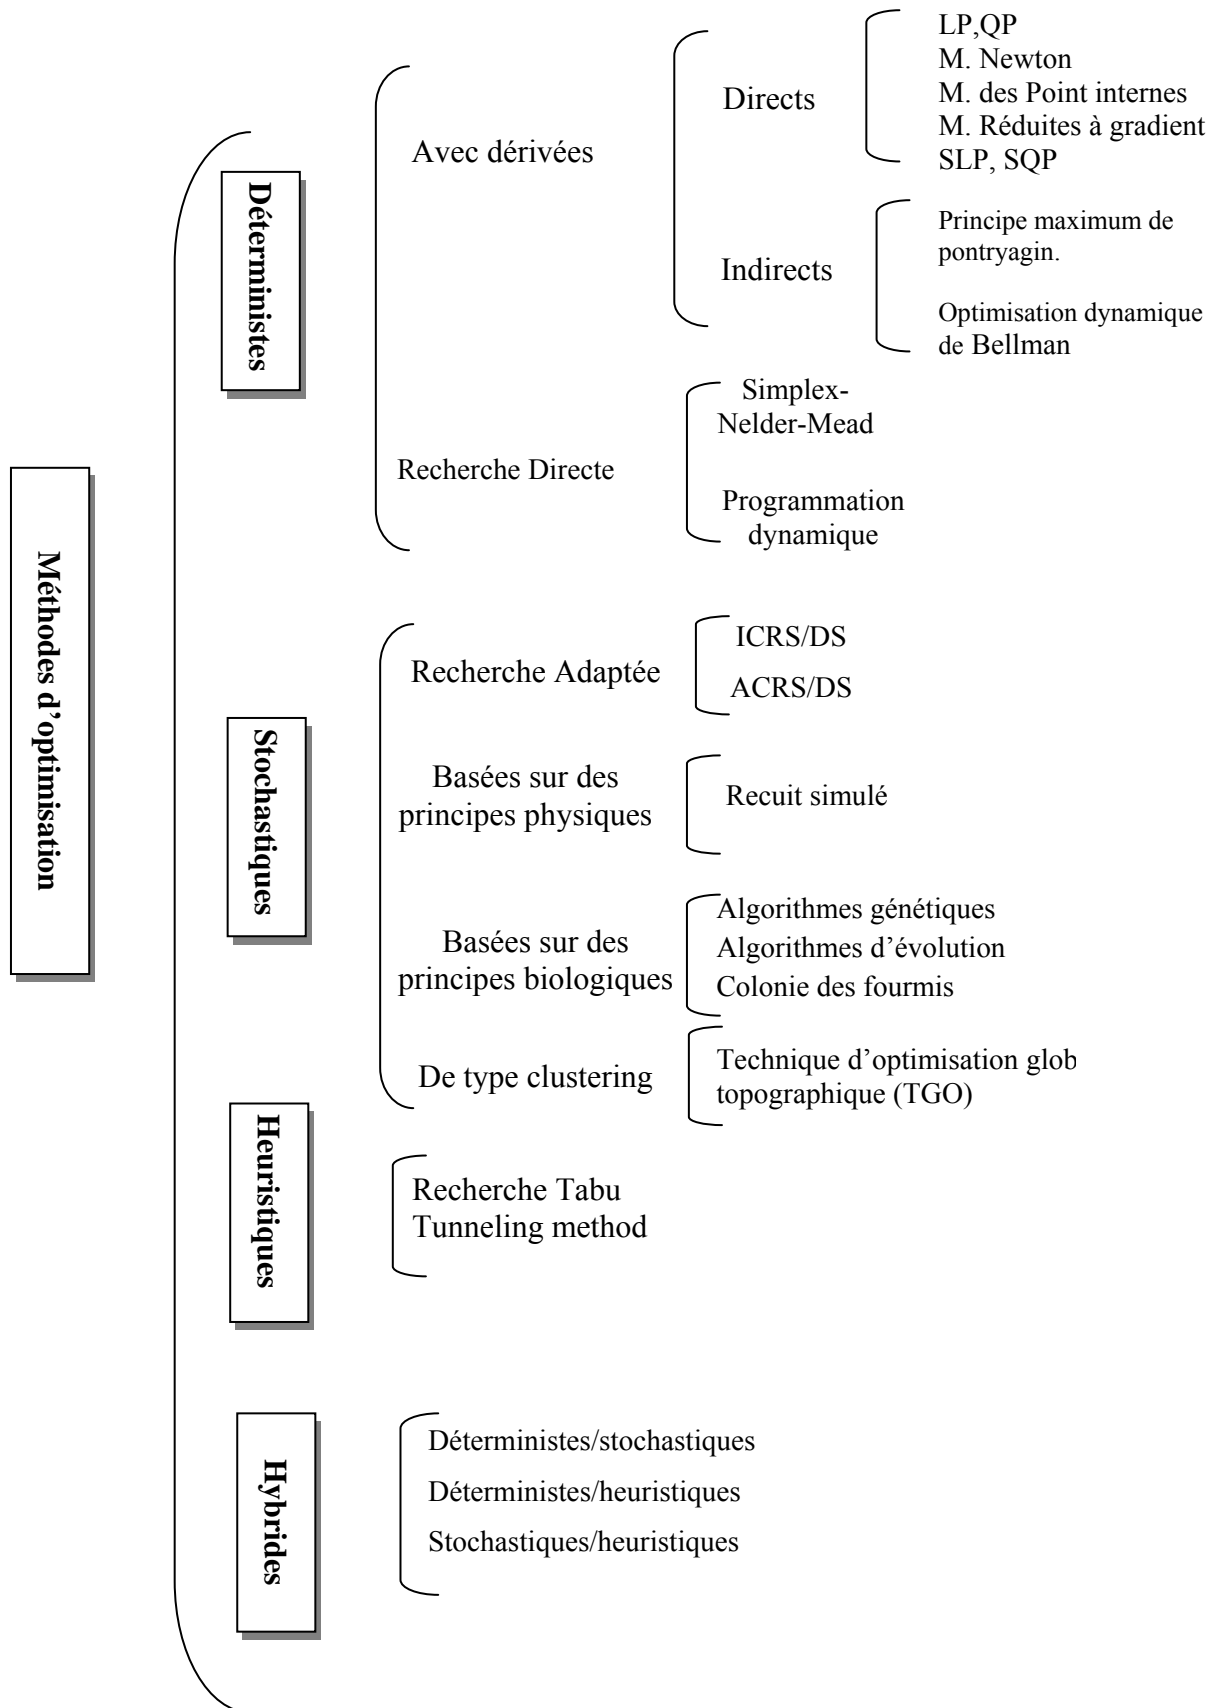 Méthodes d'optimisation
Déterministes
Avec dérivées
Directs
LP,QP
M. Newton
M. des Point internes
M. Réduites à gradient
SLP, SQP
Indirects
Principe maximum de
pontryagin.
Optimisation dynamique
de Bellman
Recherche Directe
Simplex-
Nelder-Mead
Programmation
dynamique
Stochastiques
Recherche Adaptée
ICRS/DS
ACRS/DS
Basées sur des
principes physiques
Recuit simulé
Basées sur des
principes biologiques
Algorithmes génétiques
Algorithmes d'évolution
Colonie des fourmis
De type clustering
Technique d'optimisation glob
topographique (TGO)
Heuristiques
Recherche Tabu
Tunneling method
Hybrides
Déterministes/stochastiques
Déterministes/heuristiques
Stochastiques/heuristiques